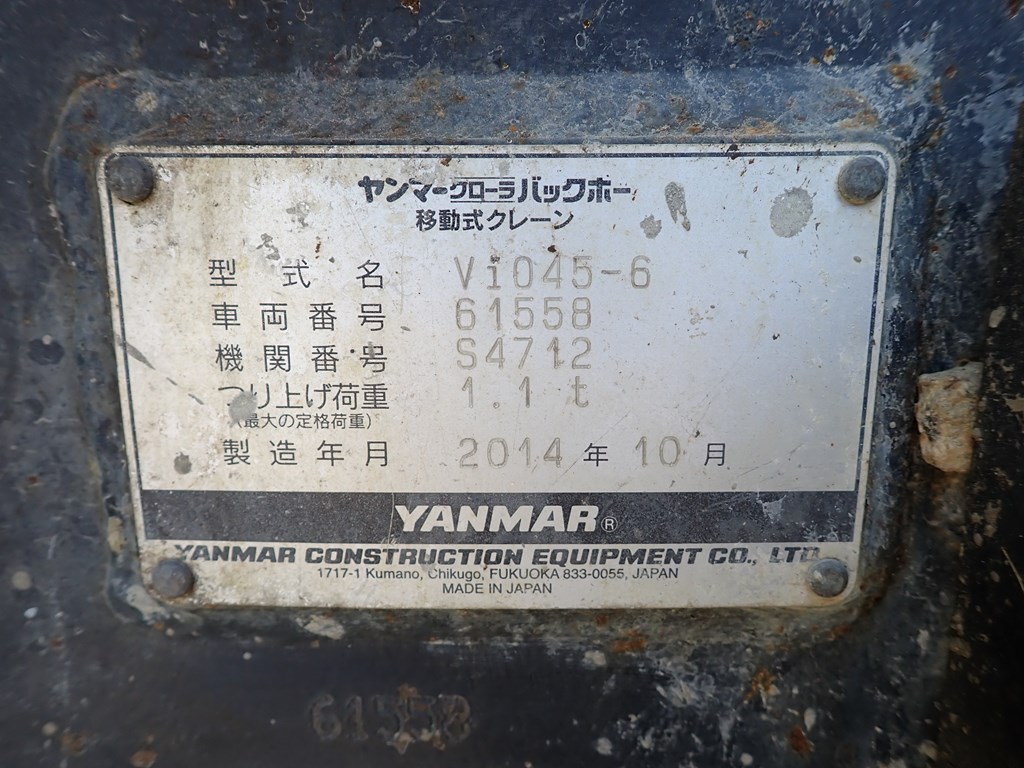 ヤンマークローラバックホー
移動式クレーン
型式名 ViO45-6
車両番号 61558
機関番号 S4712
つり上げ荷重 1.1 t
(最大の定格荷重)
製造年月 2014 年 10 月
YANMAR®
YANMAR CONSTRUCTION EQUIPMENT CO., LTD.
1717-1 Kumano, Chikugo, FUKUOKA 833-0055, JAPAN
MADE IN JAPAN
61558